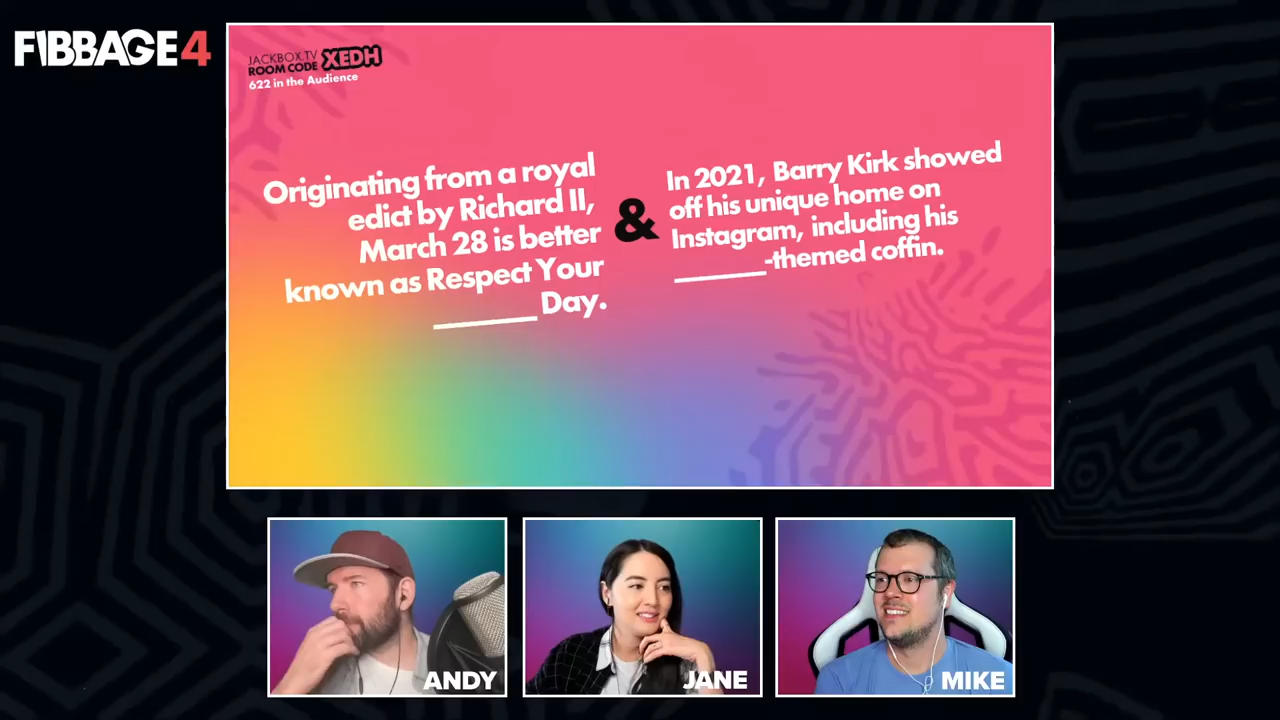 FIBBAGE 4
JACKBOX.TV
ROOM CODE XEDH
622 in the Audience
Originating from a royal
edict by Richard II,
March 28 is better
known as Respect Your
_______ Day.
&
In 2021, Barry Kirk showed
off his unique home on
Instagram, including his
_______-themed coffin.
ANDY
JANE
MIKE